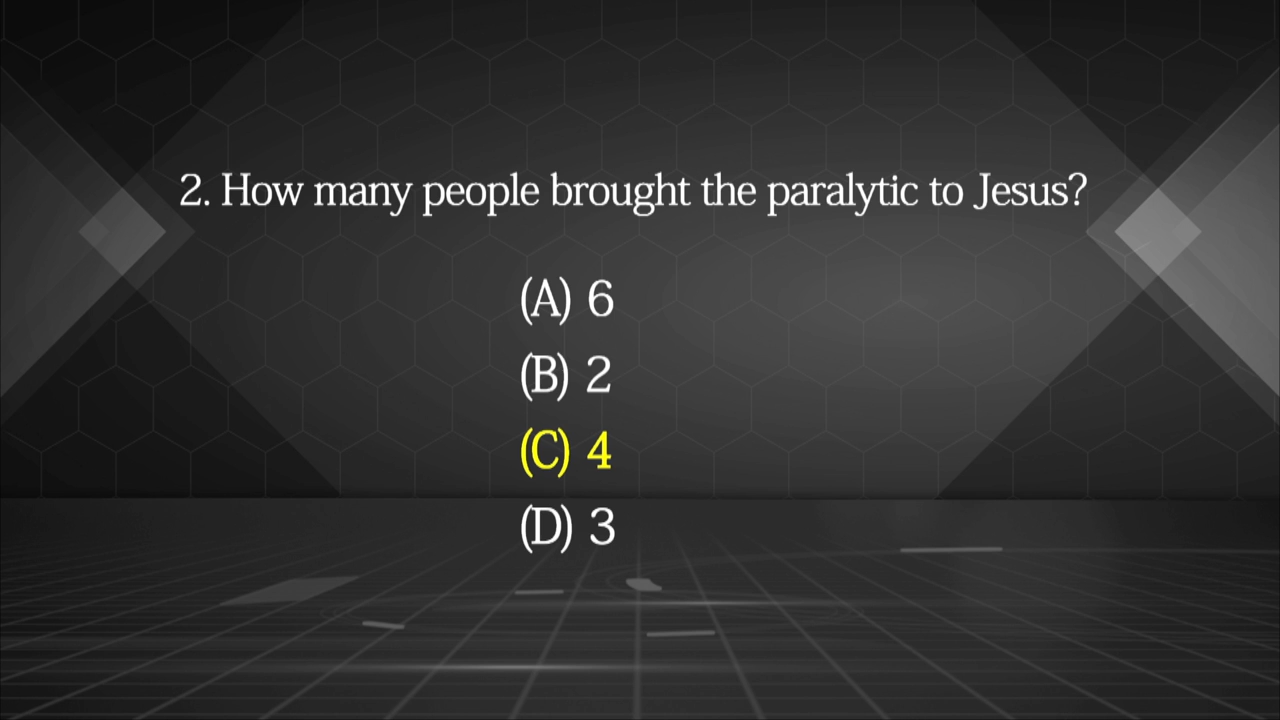 2. How many people brought the paralytic to Jesus?
(A) 6
(B) 2
(C) 4
(D) 3